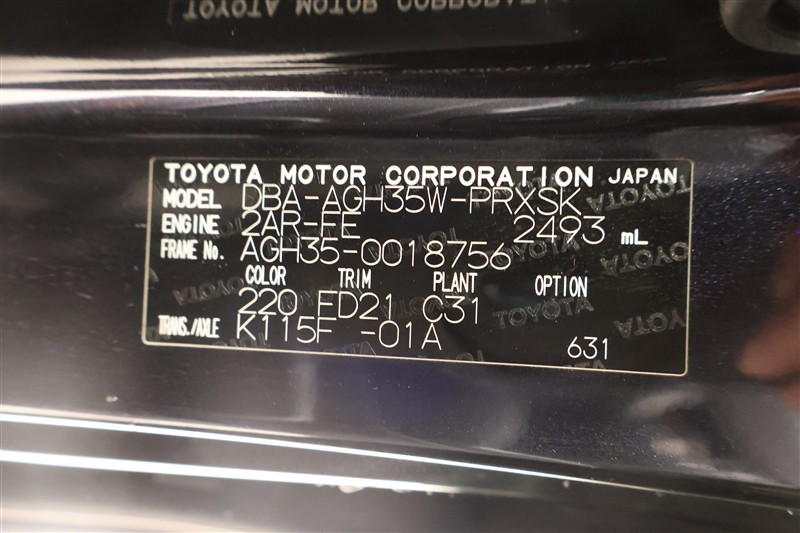 TOYOTA MOTOR CORPORATION JAPAN
MODEL DBA-AGH35W-PRXSK
ENGINE 2AR-FE 2493 mL
FRAME No. AGH35-0018756
COLOR TRIM PLANT OPTION
220 FD21 C31
TRANS./AXLE K115F -01A
631